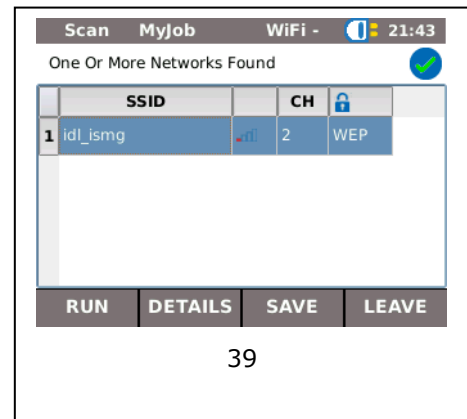 Scan MyJob WiFi - 21:43
One Or More Networks Found
SSID CH
1 idl_ismg 2 WEP
RUN DETAILS SAVE LEAVE
39